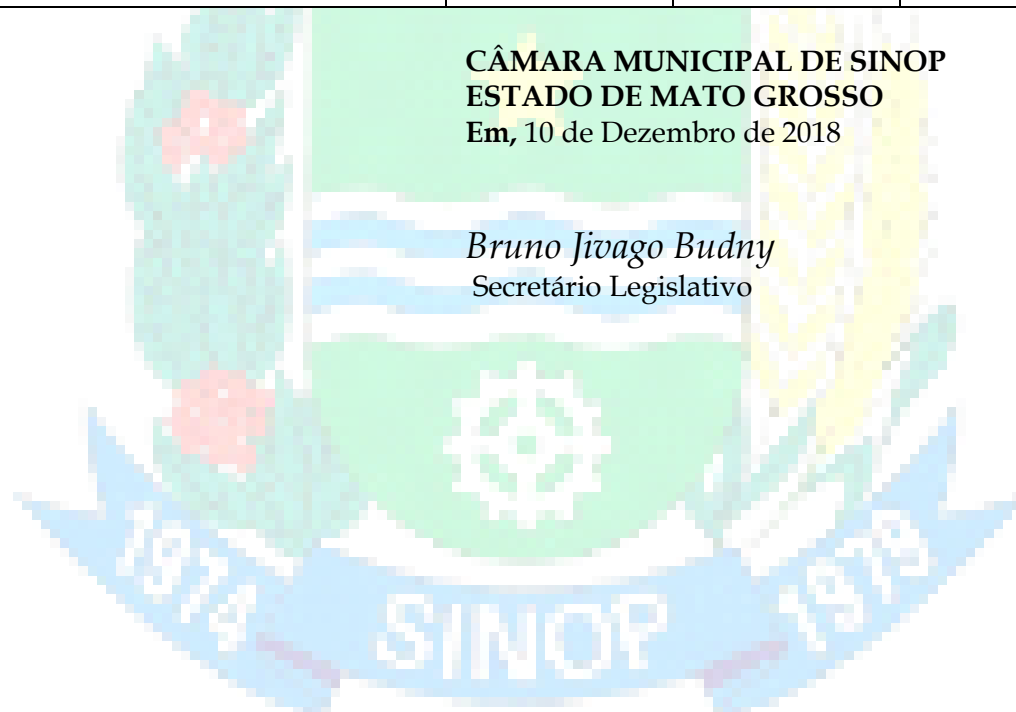 CÂMARA MUNICIPAL DE SINOP
ESTADO DE MATO GROSSO
Em, 10 de Dezembro de 2018
Bruno Jivago Budny
Secretário Legislativo
1974
SINOP
1979